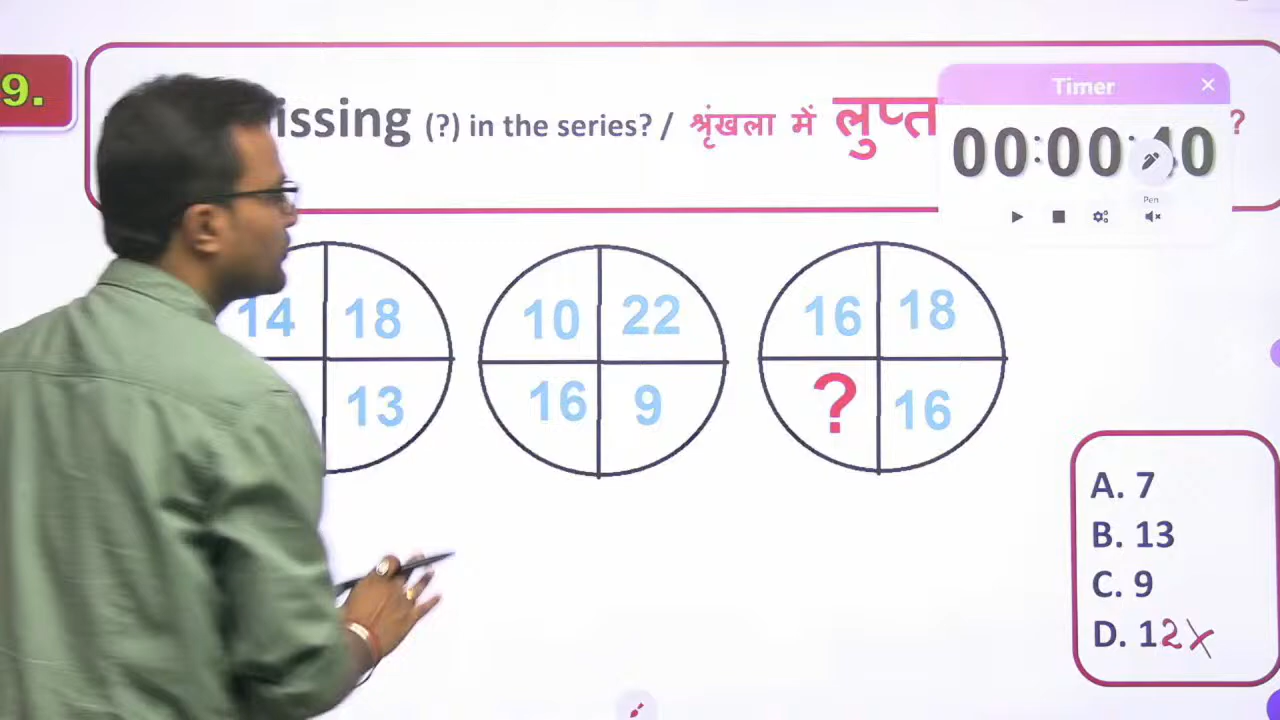 9.
issing (?) in the series? / श्रृंखला में लुप्त ?
Timer
00:00:40
Pen
14 18
13
10 22
16 9
16 18
? 16
A. 7
B. 13
C. 9
D. 12x